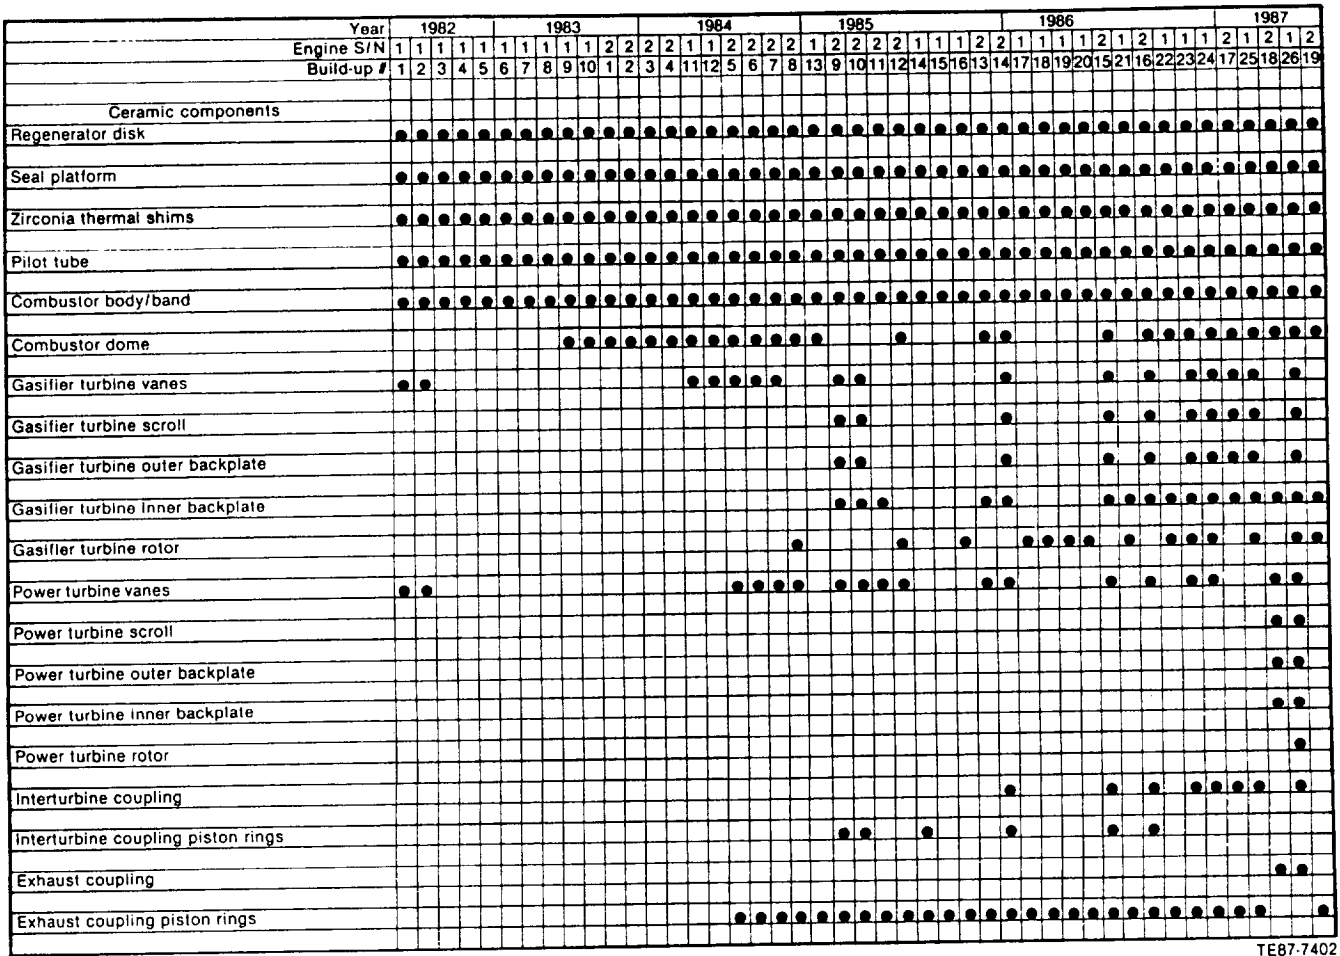 Year 1982 1983 1984 1985 1986 1987
Engine S/N 1 1 1 1 1 1 1 1 1 1 2 2 2 2 1 1 2 2 2 2 1 2 2 2 2 1 1 1 2 2 1 1 1 1 2 1 2 1 1 1 2 1 2 1 2
Build-up # 1 2 3 4 5 6 7 8 9 10 1 2 3 4 11 12 5 6 7 8 13 9 10 11 12 14 15 16 13 14 17 18 19 20 15 21 16 22 23 24 17 25 18 26 19
Ceramic components
Regenerator disk
Seal platform
Zirconia thermal shims
Pilot tube
Combustor body/band
Combustor dome
Gasifier turbine vanes
Gasifier turbine scroll
Gasifier turbine outer backplate
Gasifier turbine inner backplate
Gasifier turbine rotor
Power turbine vanes
Power turbine scroll
Power turbine outer backplate
Power turbine inner backplate
Power turbine rotor
Interturbine coupling
Interturbine coupling piston rings
Exhaust coupling
Exhaust coupling piston rings
TE87-7402